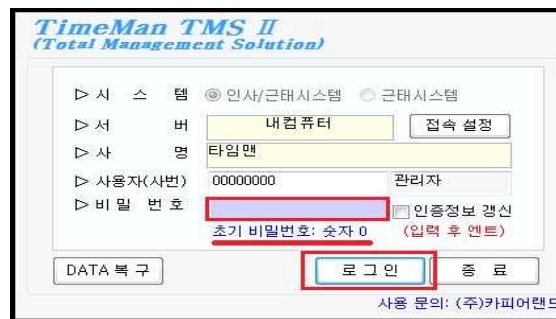 TimeMan TMS II
(Total Management Solution)
▷ 시 스 템 인사/근태시스템 근태시스템
▷ 서 버 내컴퓨터 접속 설정
▷ 사 명 타임맨
▷ 사용자(사번) 00000000 관리자
▷ 비 밀 번 호 인증정보 갱신
초기 비밀번호: 숫자 0 (입력 후 엔트)
DATA 복 구 로 그 인 종 료
사용 문의: (주)카피어랜드